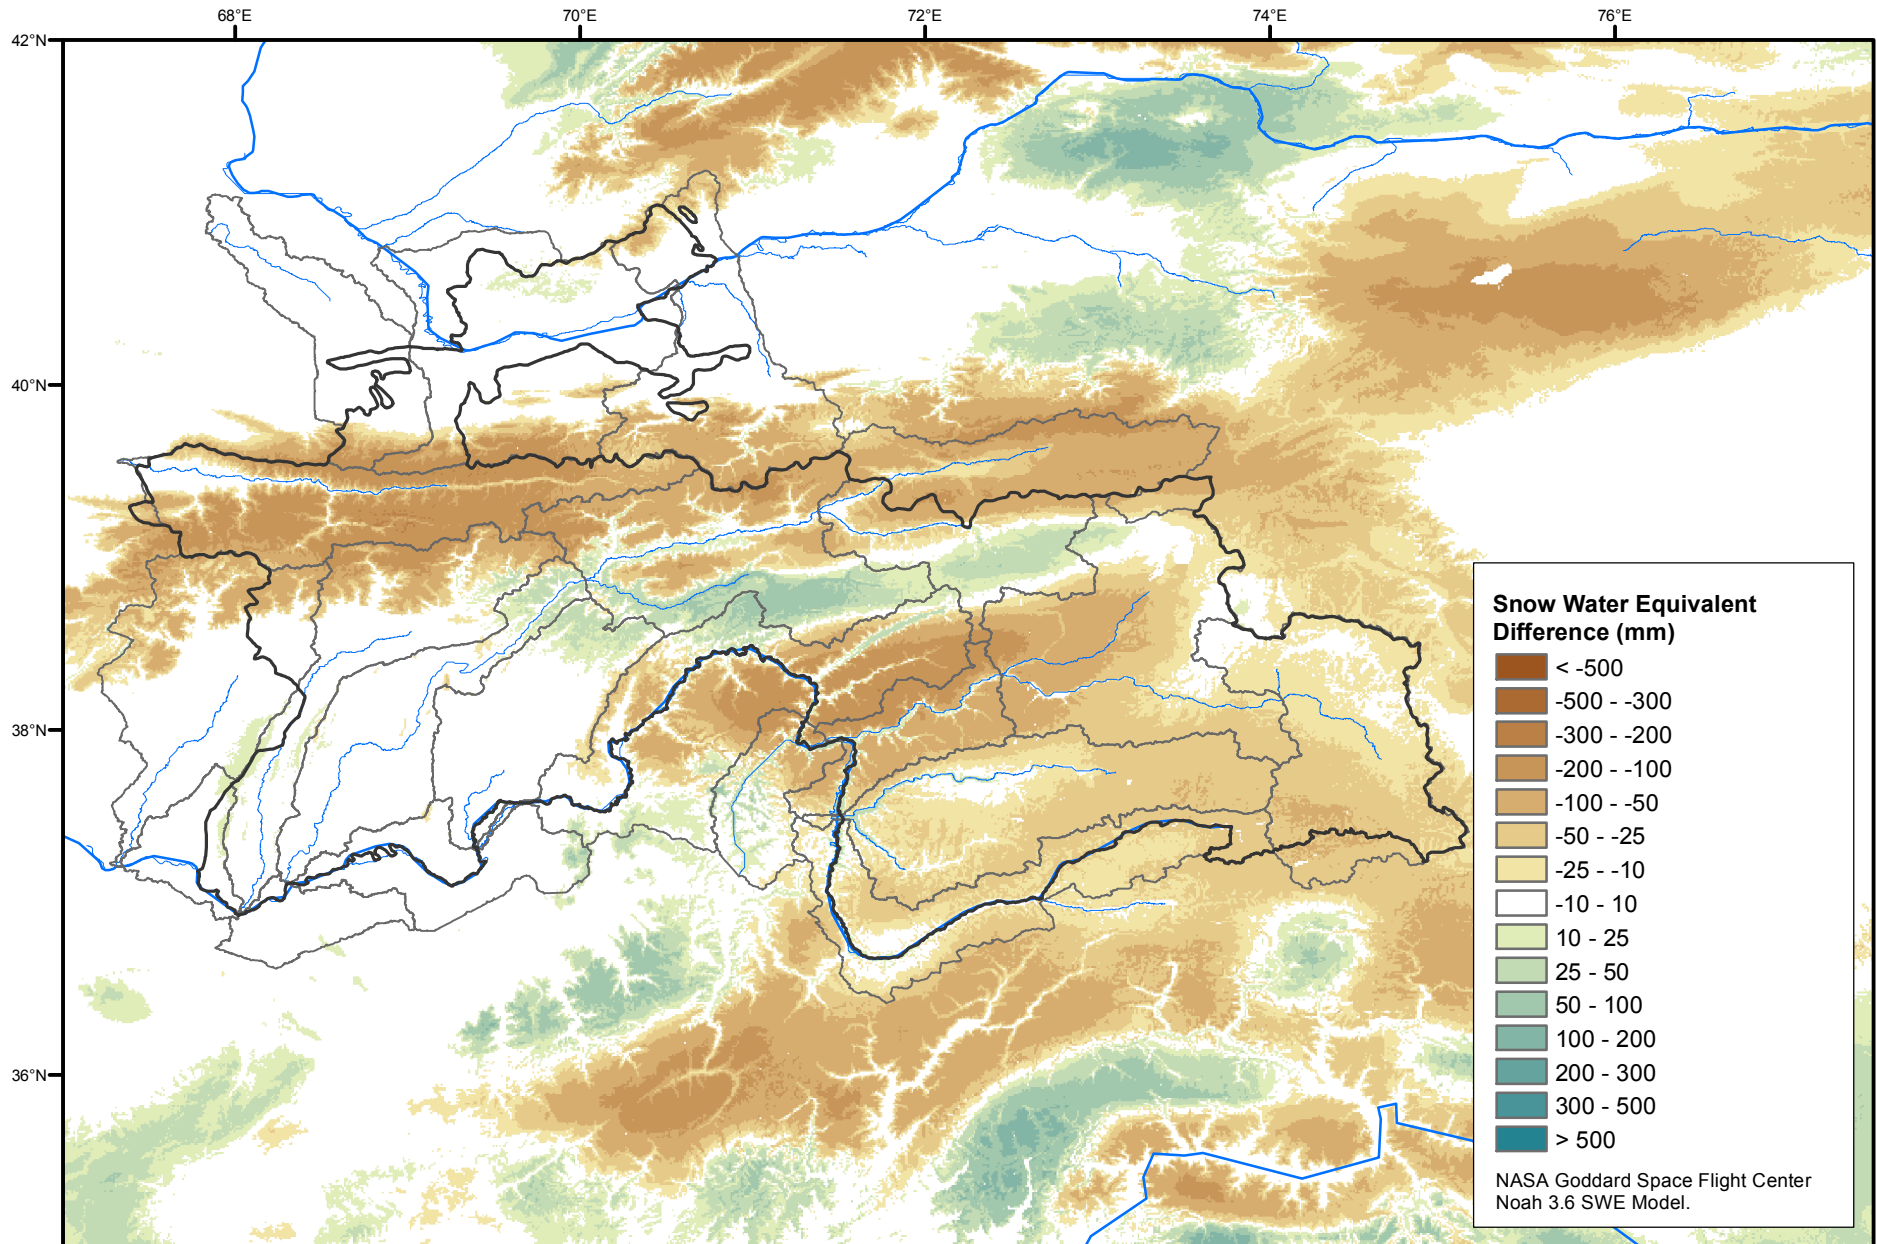 68°E
70°E
72°E
74°E
76°E
42°N
40°N
38°N
36°N
Snow Water Equivalent
Difference (mm)
< -500
-500 - -300
-300 - -200
-200 - -100
-100 - -50
-50 - -25
-25 - -10
-10 - 10
10 - 25
25 - 50
50 - 100
100 - 200
200 - 300
300 - 500
> 500
NASA Goddard Space Flight Center
Noah 3.6 SWE Model.